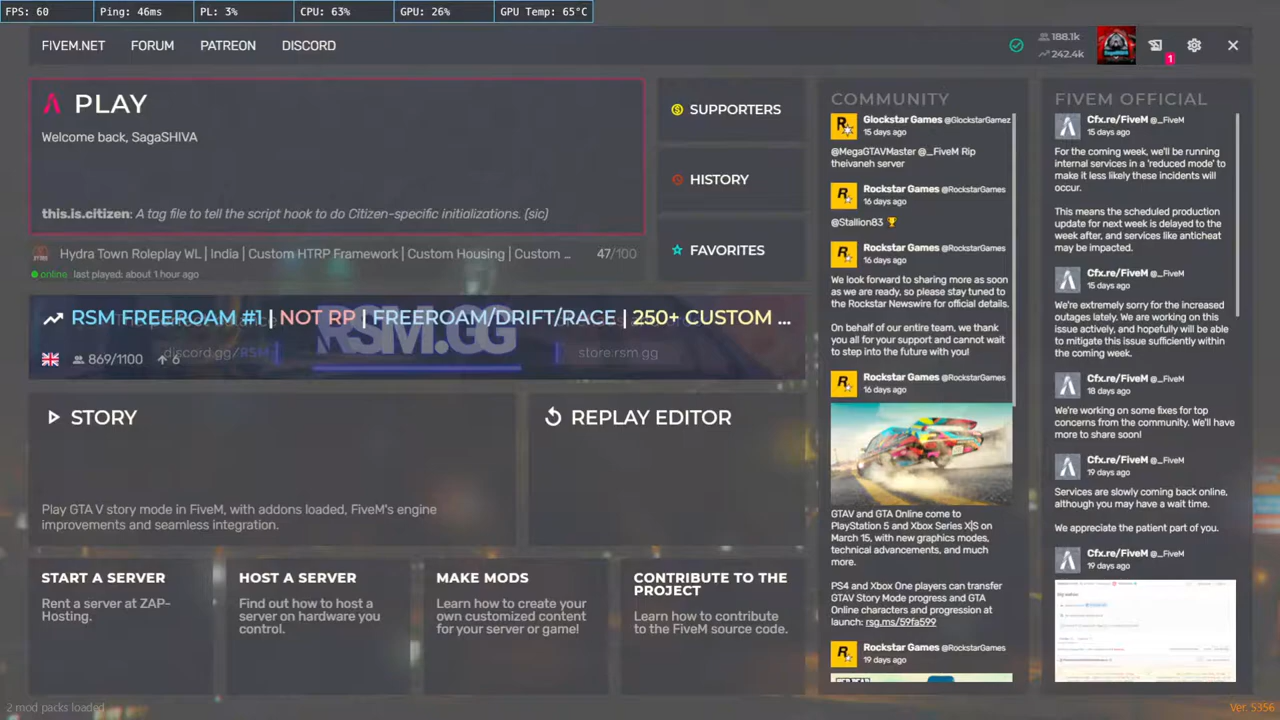 FPS: 60 Ping: 46ms PL: 3% CPU: 63% GPU: 26% GPU Temp: 65°C
FIVEM.NET FORUM PATREON DISCORD
188.1k
242.4k
1
PLAY
Welcome back, SagaSHIVA
this.is.citizen: A tag file to tell the script hook to do Citizen-specific initializations. (sic)
Hydra Town Roleplay WL | India | Custom HTRP Framework | Custom Housing | Custom ... 47/100
online last played: about 1 hour ago
SUPPORTERS
HISTORY
FAVORITES
RSM FREEROAM #1 | NOT RP | FREEROAM/DRIFT/RACE | 250+ CUSTOM ...
RSM.GG
869/1100 6 discord.gg/RSM store.rsm.gg
STORY
Play GTA V story mode in FiveM, with addons loaded, FiveM's engine
improvements and seamless integration.
REPLAY EDITOR
START A SERVER
Rent a server at ZAP-
Hosting.
HOST A SERVER
Find out how to host a
server on hardware you
control.
MAKE MODS
Learn how to create your
own customized content
for your server or game!
CONTRIBUTE TO THE
PROJECT
Learn how to contribute
to the FiveM source code.
COMMUNITY
Glockstar Games @GlockstarGamez
15 days ago
@MegaGTAVMaster @_FiveM Rip
theivaneh server
Rockstar Games @RockstarGames
16 days ago
@Stallion83 🏆
Rockstar Games @RockstarGames
16 days ago
We look forward to sharing more as soon
as we are ready, so please stay tuned to
the Rockstar Newswire for official details.
On behalf of our entire team, we thank
you all for your support and cannot wait
to step into the future with you!
Rockstar Games @RockstarGames
16 days ago
GTAV and GTA Online come to
PlayStation 5 and Xbox Series X|S on
March 15, with new graphics modes,
technical advancements, and much
more.
PS4 and Xbox One players can transfer
GTAV Story Mode progress and GTA
Online characters and progression at
launch: rsg.ms/59fa599
Rockstar Games @RockstarGames
19 days ago
FIVEM OFFICIAL
Cfx.re/FiveM @_FiveM
15 days ago
For the coming week, we'll be running
internal services in a 'reduced mode' to
make it less likely these incidents will
occur.
This means the scheduled production
update for next week is delayed to the
week after, and services like anticheat
may be impacted.
Cfx.re/FiveM @_FiveM
15 days ago
We're extremely sorry for the increased
outages lately. We are working on this
issue actively, and hopefully will be able
to mitigate this issue sufficiently within
the coming week.
Cfx.re/FiveM @_FiveM
18 days ago
We're working on some fixes for top
concerns from the community. We'll have
more to share soon!
Cfx.re/FiveM @_FiveM
19 days ago
Services are slowly coming back online,
although you may have a wait time.
We appreciate the patient part of you.
Cfx.re/FiveM @_FiveM
19 days ago
2 mod packs loaded
Ver. 5356